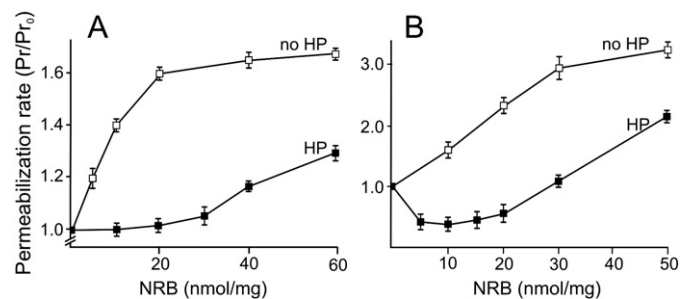 A
B
Permeabilization rate (Pr/Pr₀)
no HP
HP
1.6
1.4
1.2
1.0
20
40
60
NRB (nmol/mg)
no HP
HP
3.0
2.0
1.0
10
20
30
40
50
NRB (nmol/mg)